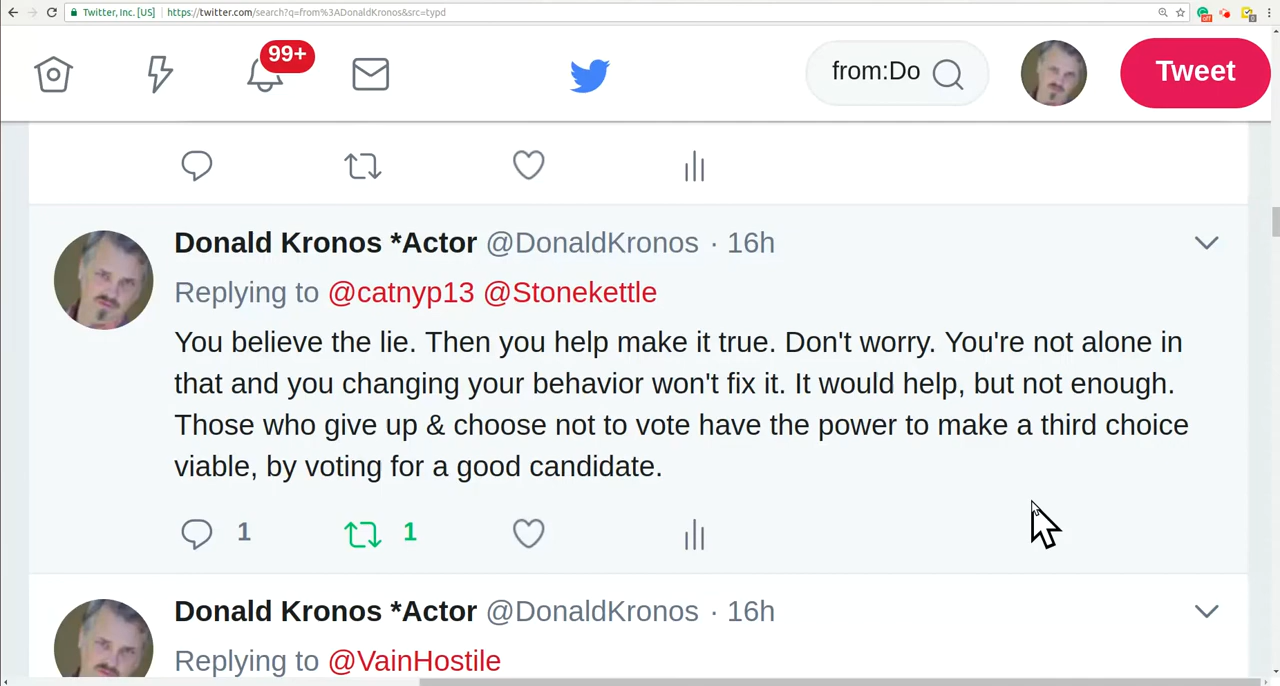 Twitter, Inc. [US] https://twitter.com/search?q=from%3ADonaldKronos&src=typd
99+
from:Do
Tweet
Donald Kronos *Actor @DonaldKronos · 16h
Replying to @catnyp13 @Stonekettle
You believe the lie. Then you help make it true. Don't worry. You're not alone in
that and you changing your behavior won't fix it. It would help, but not enough.
Those who give up & choose not to vote have the power to make a third choice
viable, by voting for a good candidate.
1 1
Donald Kronos *Actor @DonaldKronos · 16h
Replying to @VainHostile